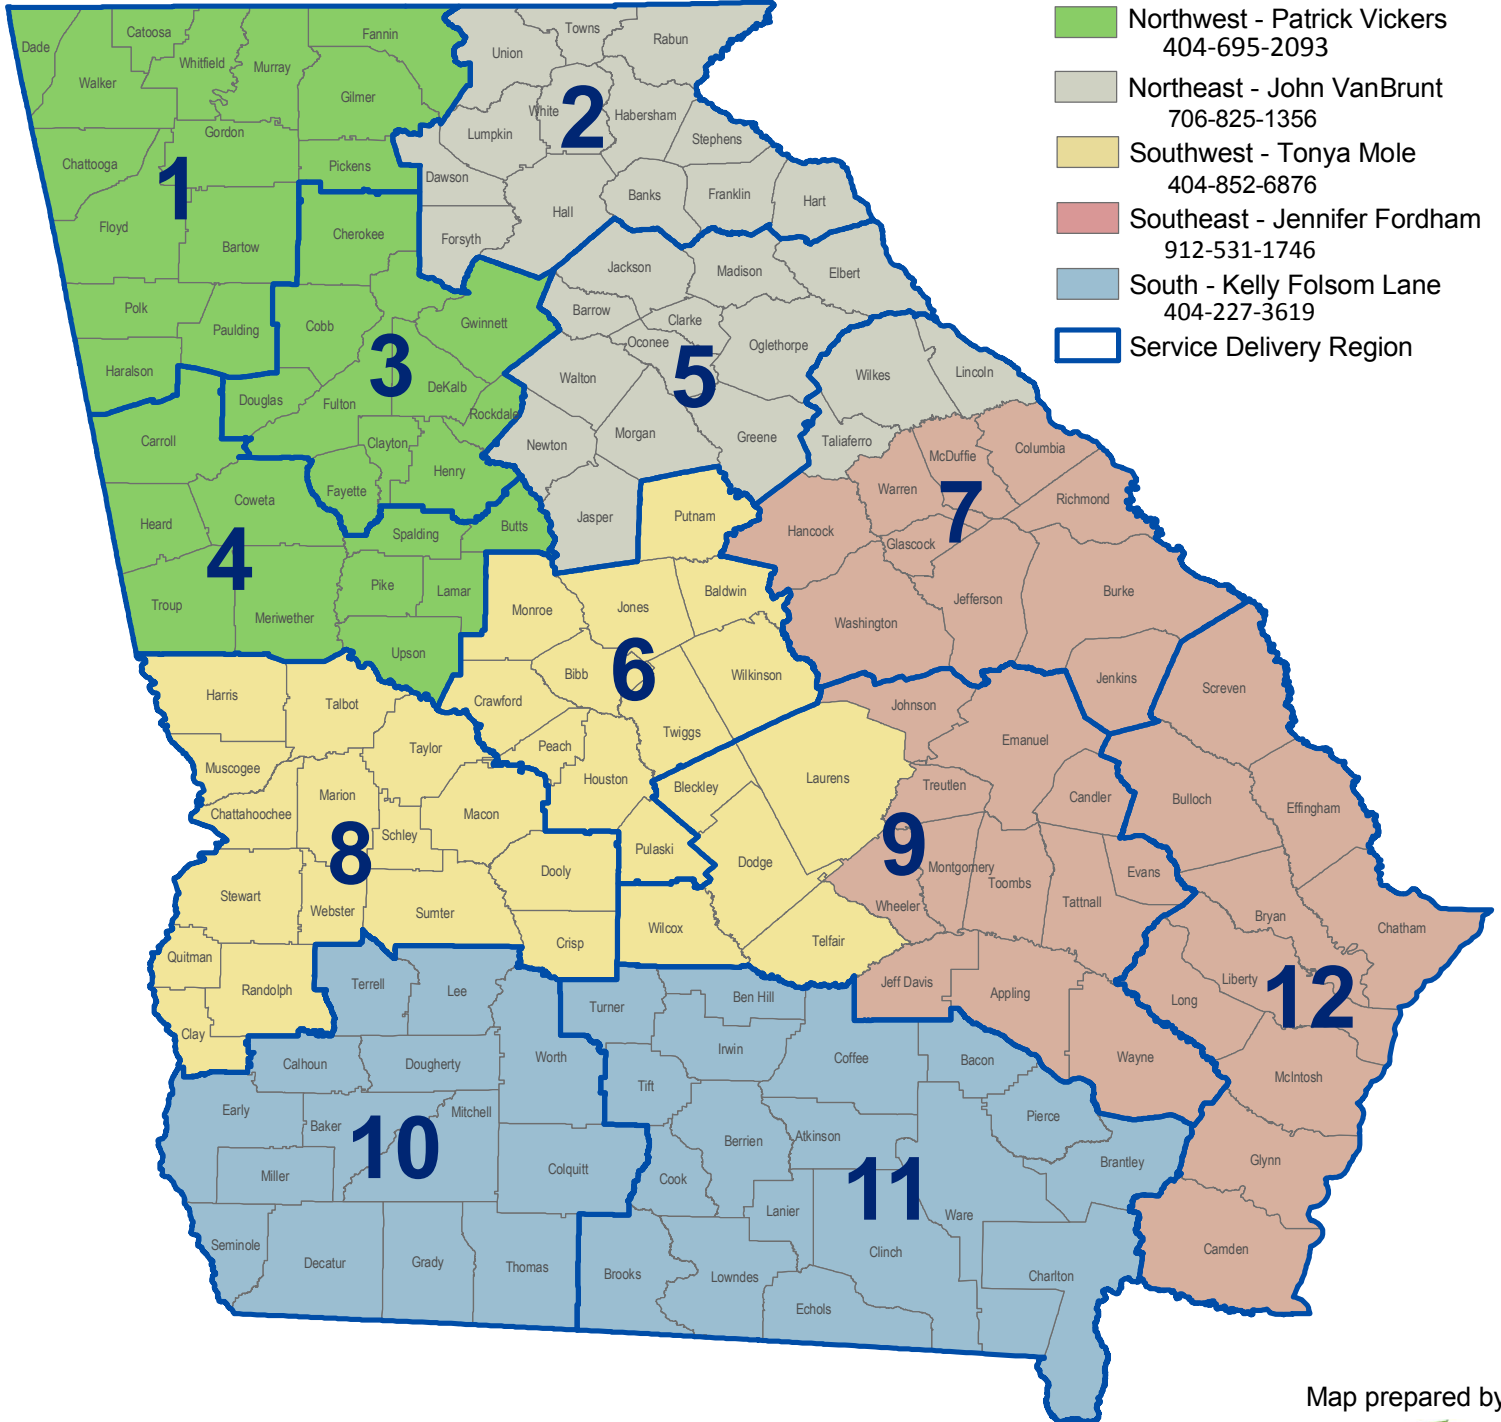 Northwest - Patrick Vickers
404-695-2093
Northeast - John VanBrunt
706-825-1356
Southwest - Tonya Mole
404-852-6876
Southeast - Jennifer Fordham
912-531-1746
South - Kelly Folsom Lane
404-227-3619
Service Delivery Region
Dade
Catoosa
Fannin
Walker
Whitfield
Murray
Gilmer
Gordon
Chattooga
1
Pickens
Floyd
Bartow
Polk
Paulding
Haralson
Towns
Union
Rabun
White
2
Habersham
Lumpkin
Stephens
Dawson
Banks
Franklin
Hart
Hall
Forsyth
Cherokee
Cobb
Gwinnett
3
DeKalb
Douglas
Fulton
Rockdale
Clayton
Henry
Fayette
Carroll
Coweta
Heard
Spalding
Butts
4
Pike
Lamar
Troup
Meriwether
Upson
Jackson
Madison
Elbert
Barrow
Clarke
Oconee
Oglethorpe
5
Walton
Morgan
Greene
Newton
Jasper
Putnam
Baldwin
Monroe
Jones
Bibb
6
Wilkinson
Crawford
Twiggs
Peach
Houston
Pulaski
Wilkes
Lincoln
Taliaferro
McDuffie
Columbia
Warren
7
Richmond
Hancock
Glascock
Burke
Jefferson
Washington
Jenkins
Screven
Harris
Talbot
Taylor
Muscogee
Marion
Chattahoochee
Macon
8
Schley
Dooly
Stewart
Webster
Sumter
Crisp
Quitman
Randolph
Clay
Johnson
Emanuel
Laurens
Bleckley
Treutlen
Candler
9
Dodge
Montgomery
Toombs
Evans
Tattnall
Wheeler
Wilcox
Telfair
Jeff Davis
Appling
Wayne
Bulloch
Effingham
Bryan
Chatham
Liberty
12
Long
McIntosh
Glynn
Camden
Terrell
Lee
Calhoun
Dougherty
Worth
Early
Baker
Mitchell
10
Miller
Colquitt
Seminole
Decatur
Grady
Thomas
Turner
Ben Hill
Irwin
Coffee
Bacon
Tift
Pierce
Berrien
Atkinson
Brantley
Cook
11
Lanier
Ware
Clinch
Brooks
Lowndes
Charlton
Echols
Map prepared by